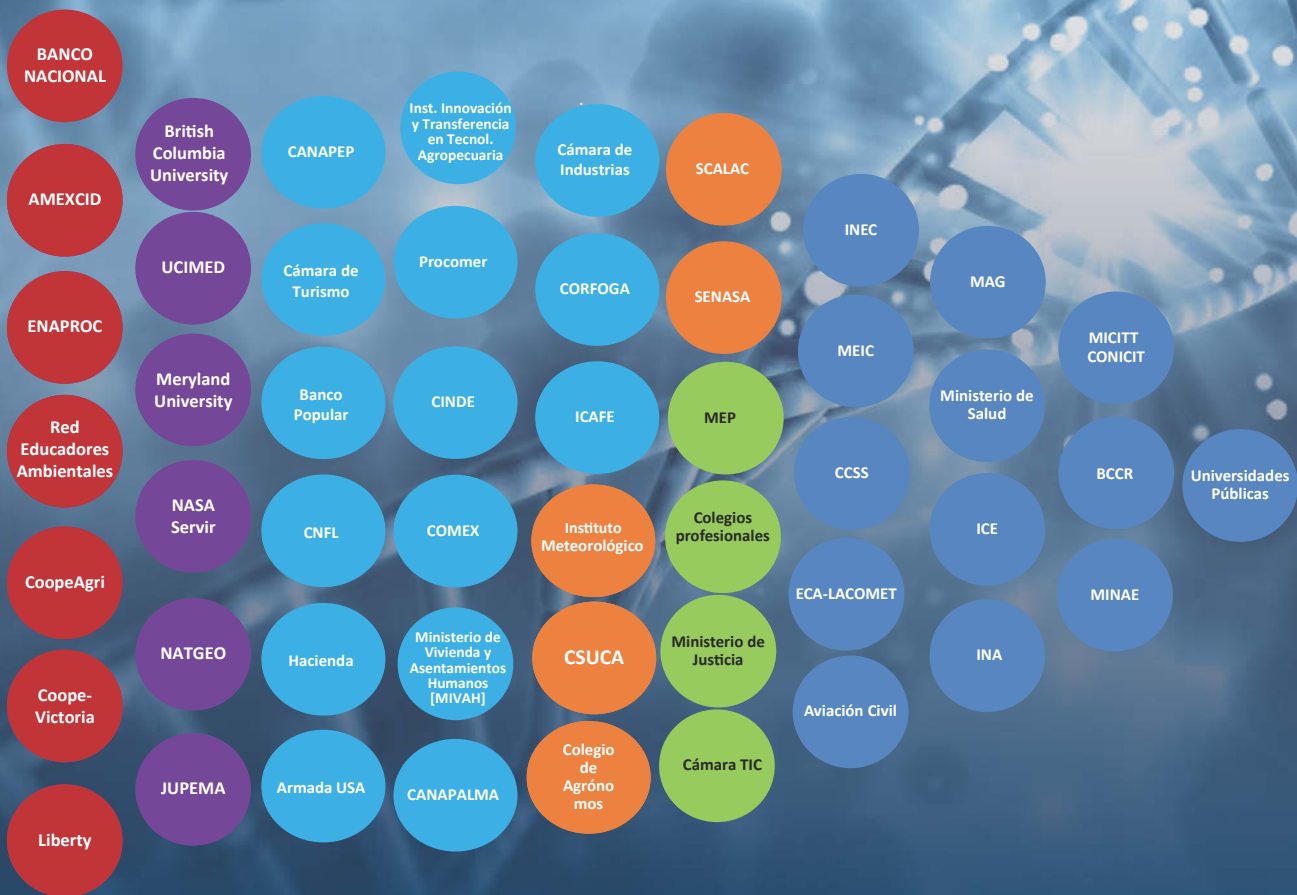 BANCO
NACIONAL
AMEXCID
ENAPROC
Red
Educadores
Ambientales
CoopeAgri
Coope-
Victoria
Liberty
British
Columbia
University
UCIMED
Meryland
University
NASA
Servir
NATGEO
JUPEMA
CANAPEP
Cámara de
Turismo
Banco
Popular
CNFL
Hacienda
Armada USA
Inst. Innovación
y Transferencia
en Tecnol.
Agropecuaria
Procomer
CINDE
COMEX
Ministerio de
Vivienda y
Asentamientos
Humanos
[MIVAH]
CANAPALMA
Cámara de
Industrias
CORFOGA
ICAFE
Instituto
Meteorológico
CSUCA
Colegio
de
Agróno
mos
SCALAC
SENASA
MEP
Colegios
profesionales
Ministerio de
Justicia
Cámara TIC
INEC
MEIC
CCSS
ECA-LACOMET
Aviación Civil
MAG
Ministerio de
Salud
ICE
INA
MICITT
CONICIT
BCCR
MINAE
Universidades
Públicas